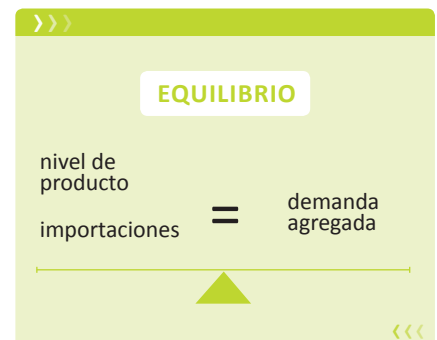 EQUILIBRIO
nivel de
producto
importaciones
=
demanda
agregada